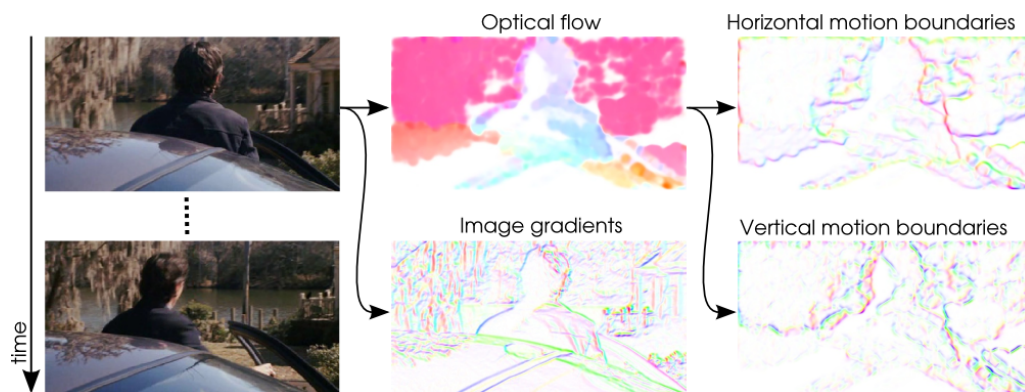 Optical flow
Horizontal motion boundaries
Image gradients
Vertical motion boundaries
time